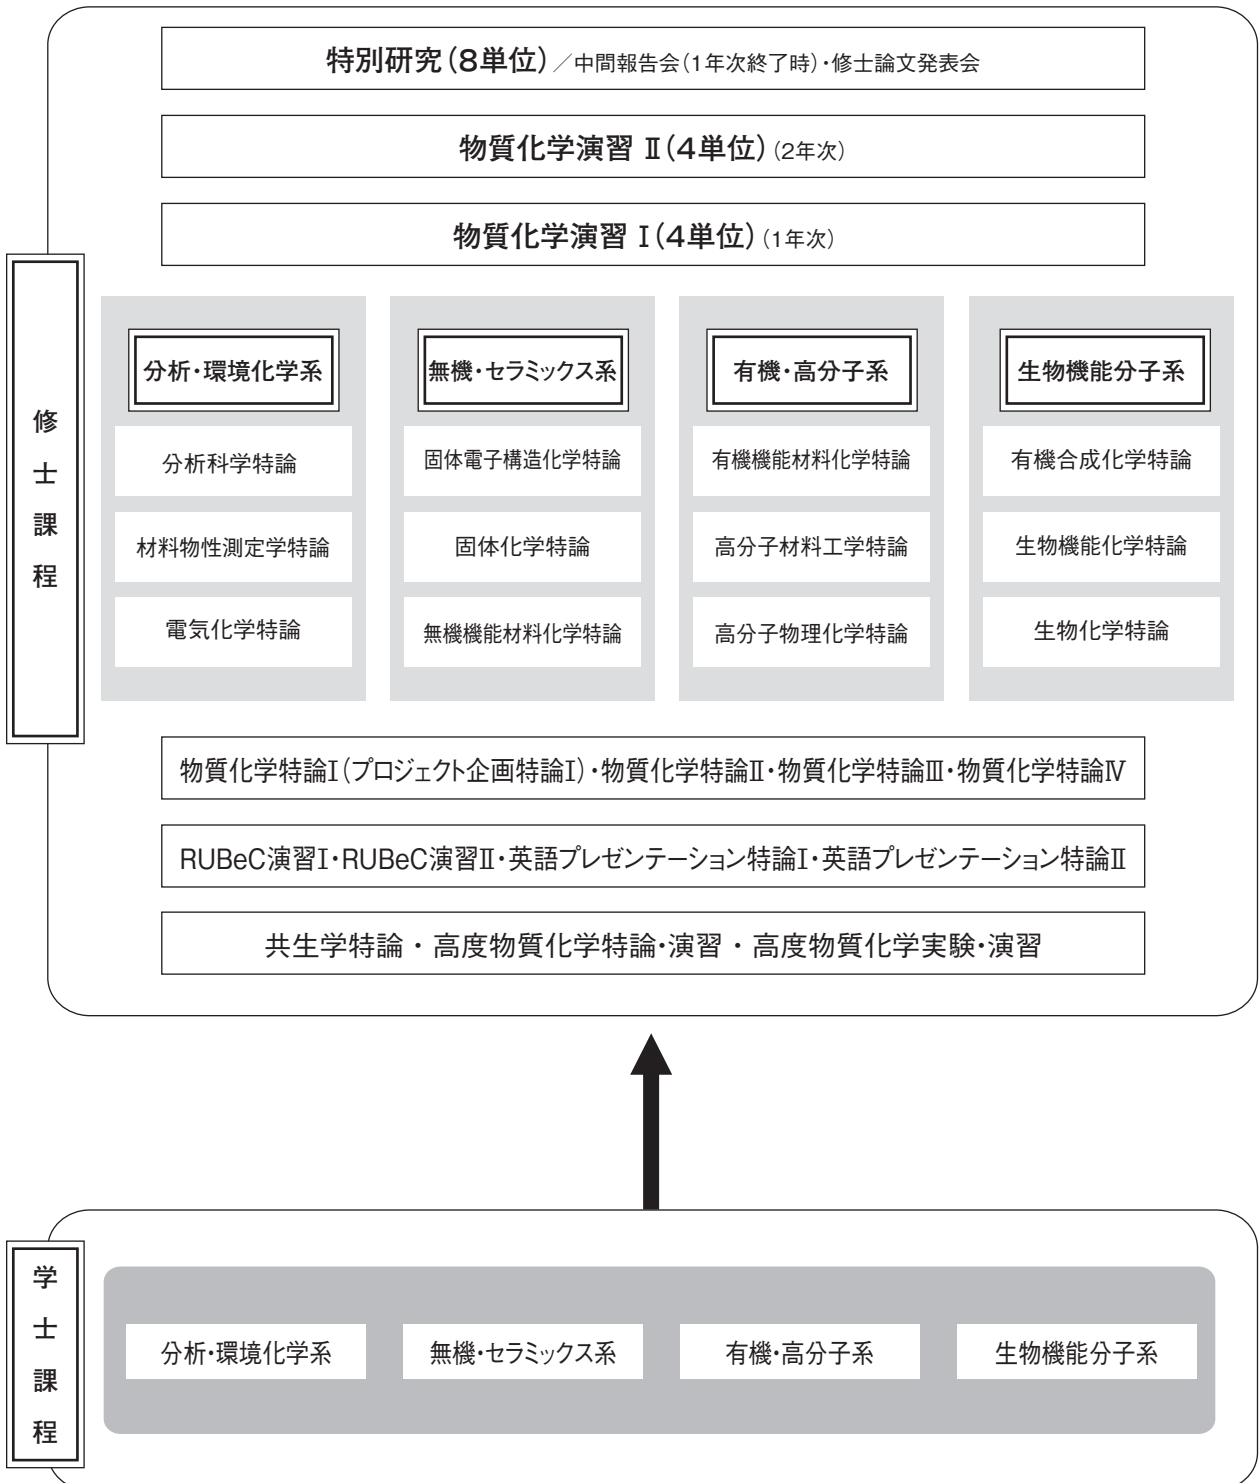 特別研究(8単位)／中間報告会(1年次終了時)・修士論文発表会
物質化学演習 Ⅱ(4単位)(2年次)
物質化学演習 Ⅰ(4単位)(1年次)
修士課程
分析・環境化学系
分析科学特論
材料物性測定学特論
電気化学特論
無機・セラミックス系
固体電子構造化学特論
固体化学特論
無機機能材料化学特論
有機・高分子系
有機機能材料化学特論
高分子材料工学特論
高分子物理化学特論
生物機能分子系
有機合成化学特論
生物機能化学特論
生物化学特論
物質化学特論Ⅰ(プロジェクト企画特論Ⅰ)・物質化学特論Ⅱ・物質化学特論Ⅲ・物質化学特論Ⅳ
RUBeC演習Ⅰ・RUBeC演習Ⅱ・英語プレゼンテーション特論Ⅰ・英語プレゼンテーション特論Ⅱ
共生学特論 ・ 高度物質化学特論・演習 ・ 高度物質化学実験・演習
学士課程
分析・環境化学系
無機・セラミックス系
有機・高分子系
生物機能分子系